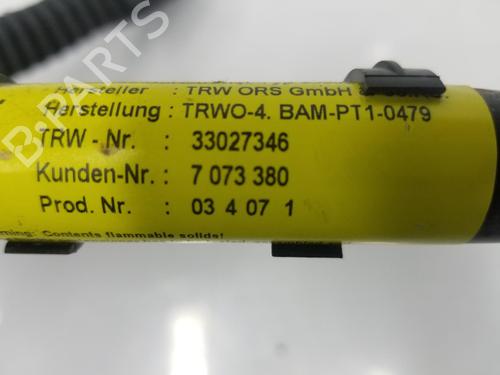 Hersteller : TRW ORS GmbH &
Herstellung : TRWO-4. BAM-PT1-0479
TRW - Nr. : 33027346
Kunden-Nr. : 7 073 380
Prod. Nr. : 03 4 07 1
Contents flammable solids!
B-PARTS